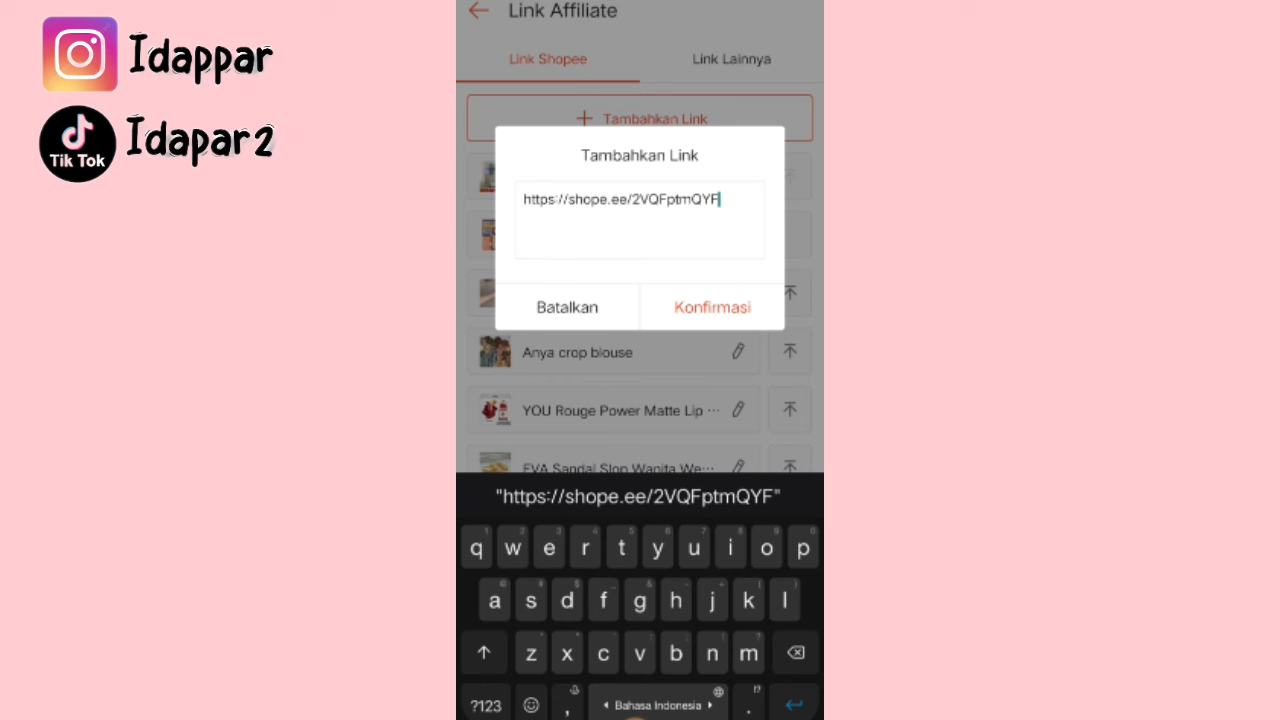 Idappar
Tik Tok
Idapar2
Link Affiliate
Link Shopee
Link Lainnya
Tambahkan Link
Tambahkan Link
https://shope.ee/2VQFptmQYF
Batalkan
Konfirmasi
Anya crop blouse
YOU Rouge Power Matte Lip ···
EVA Sandal Slop Wanita We···
"https://shope.ee/2VQFptmQYF"
q w e r t y u i o p
a s d f g h j k l
z x c v b n m
?123 , Bahasa Indonesia .